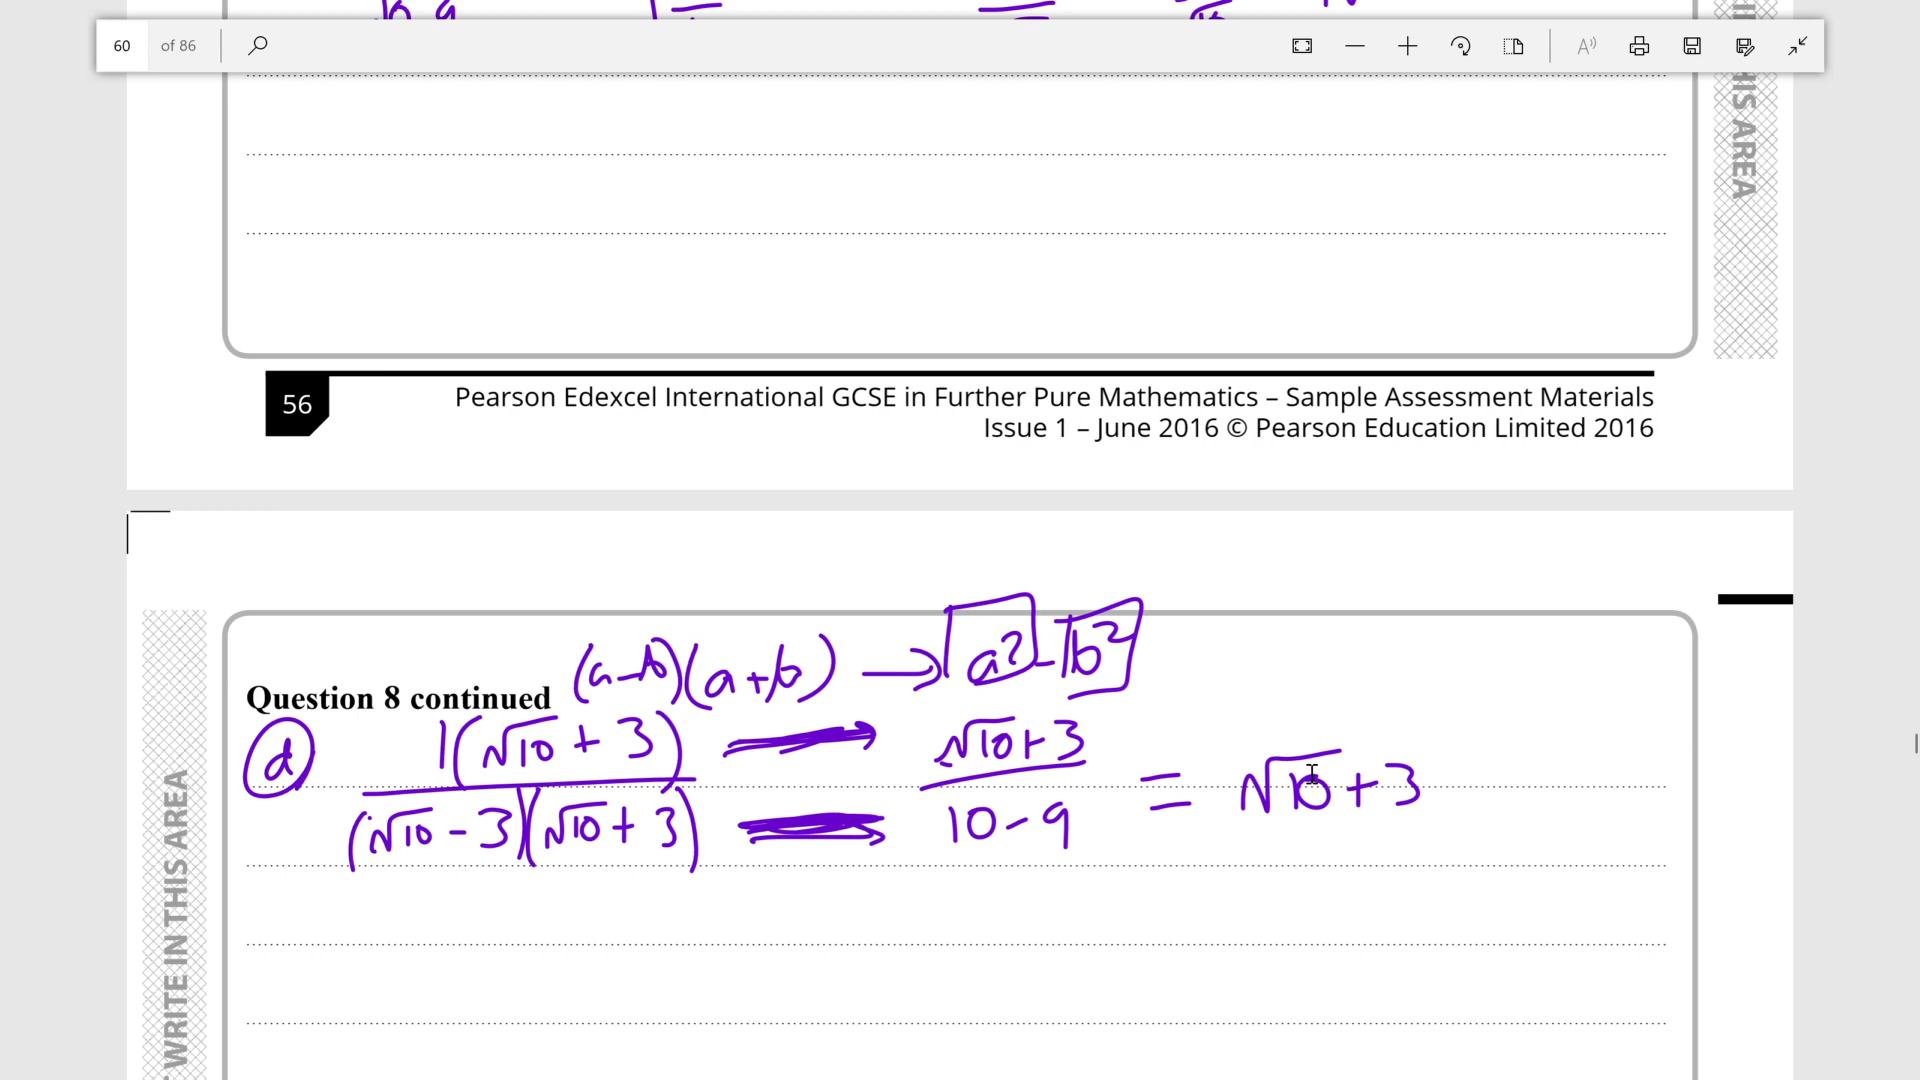 60 of 86
HIS AREA
56
Pearson Edexcel International GCSE in Further Pure Mathematics – Sample Assessment Materials
Issue 1 – June 2016 © Pearson Education Limited 2016
(a-b)(a+b) → a² - b²
Question 8 continued
d
1(√10 + 3)
(√10 - 3)(√10 + 3)
√10+3
10-9
= √10 + 3
WRITE IN THIS AREA